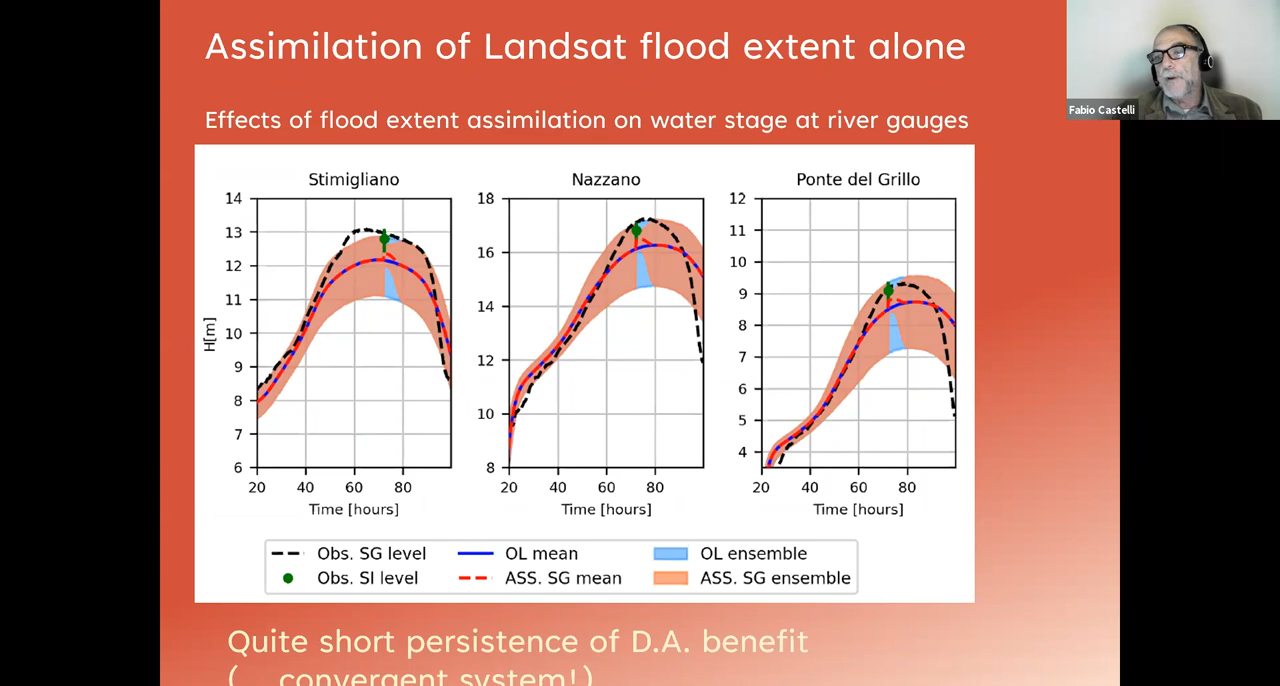 Assimilation of Landsat flood extent alone
Fabio Castelli
Effects of flood extent assimilation on water stage at river gauges
Stimigliano
Nazzano
Ponte del Grillo
H[m]
14
13
12
11
10
9
8
7
6
20 40 60 80
Time [hours]
18
16
14
12
10
8
20 40 60 80
Time [hours]
12
11
10
9
8
7
6
5
4
20 40 60 80
Time [hours]
Obs. SG level
OL mean
OL ensemble
Obs. SI level
ASS. SG mean
ASS. SG ensemble
Quite short persistence of D.A. benefit
(... convergent system!)